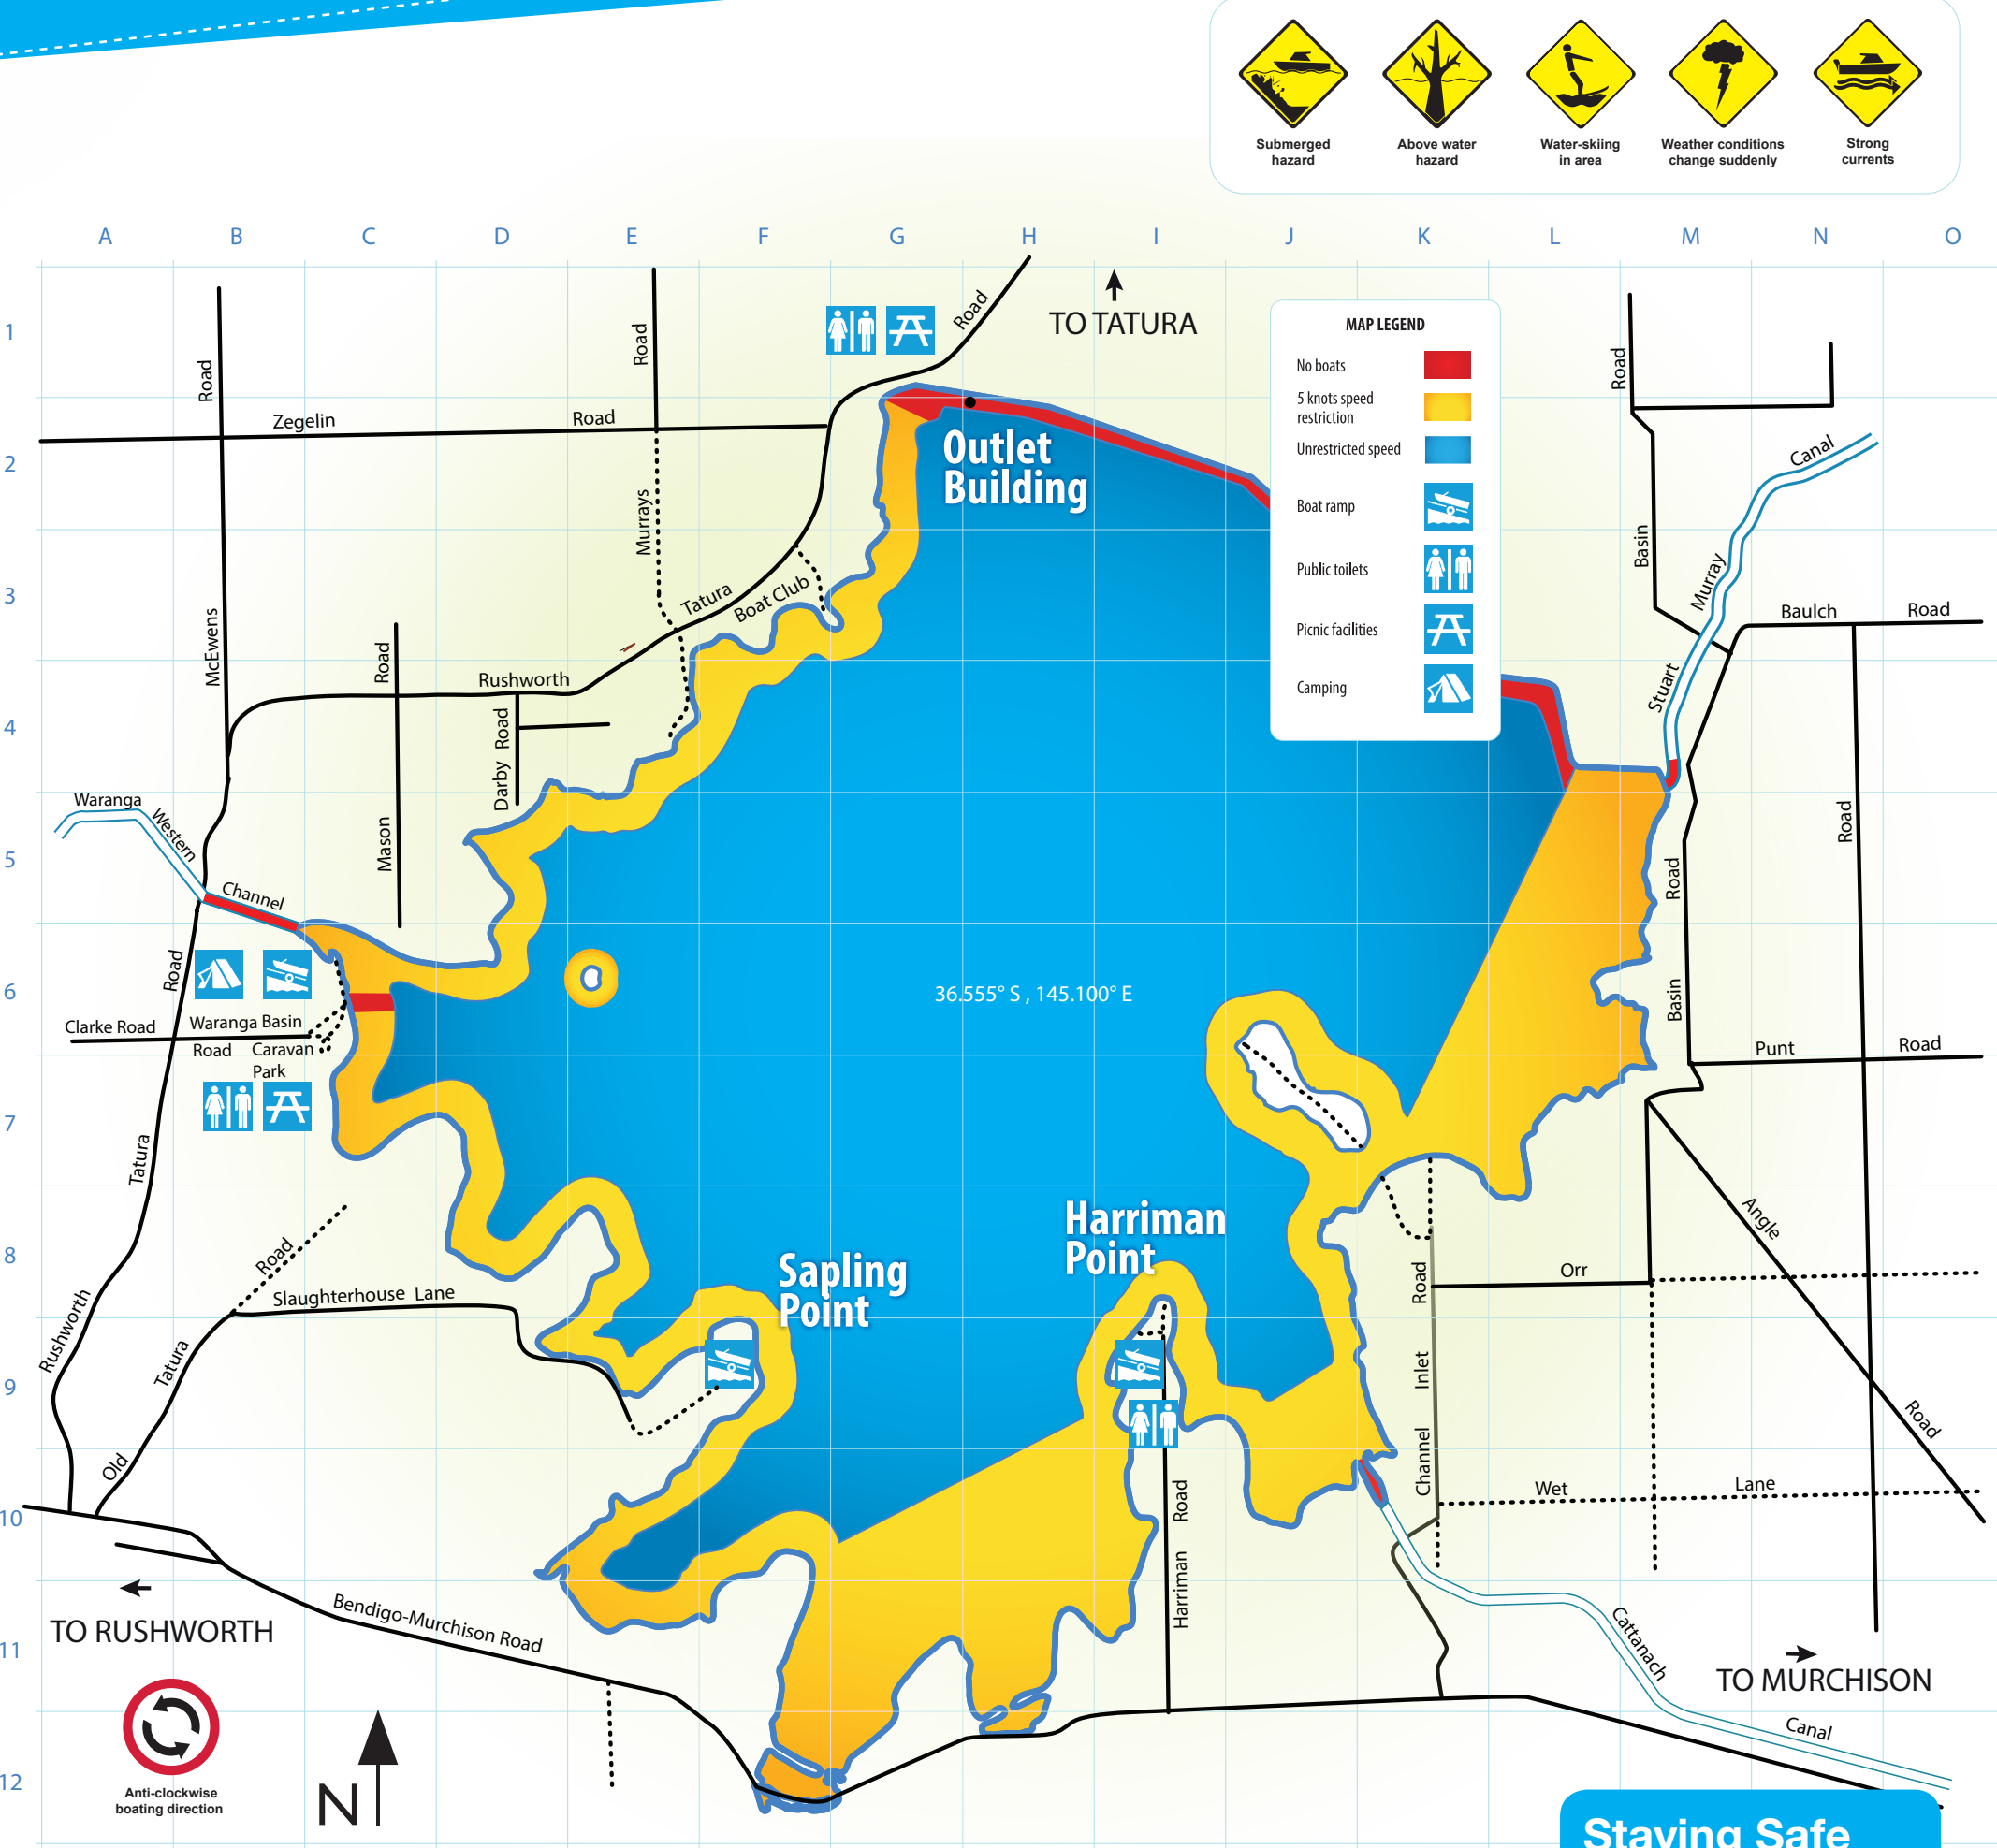 Submerged
hazard
Above water
hazard
Water-skiing
in area
Weather conditions
change suddenly
Strong
currents
A B C D E F G H I J K L M N O
1
2
3
4
5
6
7
8
9
10
11
12
TO TATURA
MAP LEGEND
No boats
5 knots speed
restriction
Unrestricted speed
Boat ramp
Public toilets
Picnic facilities
Camping
Road
Road
Road
Road
Zegelin Road
Outlet
Building
Canal
Murrays
Basin
Murray
Tatura
Boat Club
Baulch Road
McEwens
Road
Rushworth
Stuart
Darby Road
Waranga
Western
Channel
Mason
Road
Road
Road
Basin
36.555° S , 145.100° E
Clarke Road
Waranga Basin
Road Caravan
Park
Punt Road
Tatura
Harriman
Point
Angle
Road
Sapling
Point
Orr
Road
Slaughterhouse Lane
Rushworth
Tatura
Inlet
Road
Old
Channel
Wet Lane
Road
Harriman
Bendigo-Murchison Road
TO RUSHWORTH
Cattanach
TO MURCHISON
Canal
Anti-clockwise
boating direction
N
Staying Safe